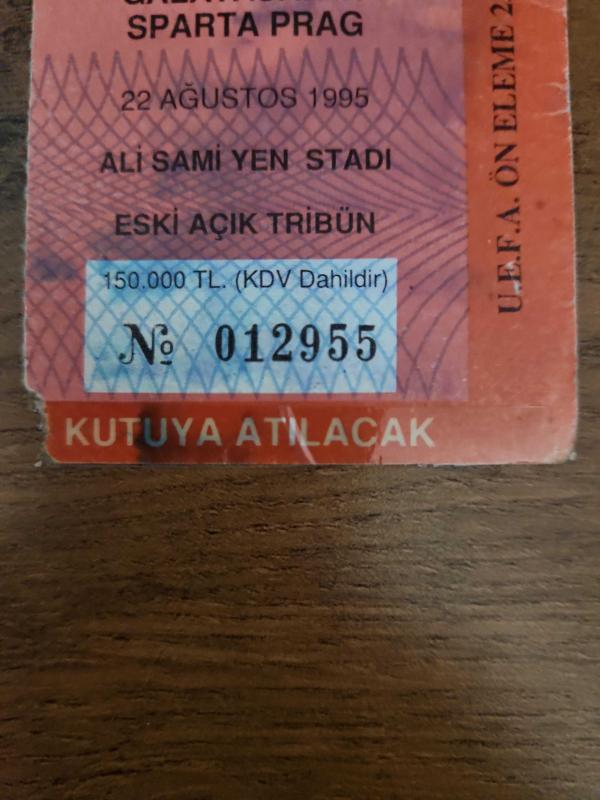 SPARTA PRAG
22 AĞUSTOS 1995
ALİ SAMİ YEN STADI
ESKİ AÇIK TRİBÜN
150.000 TL. (KDV Dahildir)
№ 012955
KUTUYA ATILACAK
U.E.F.A. ÖN ELEME 2.